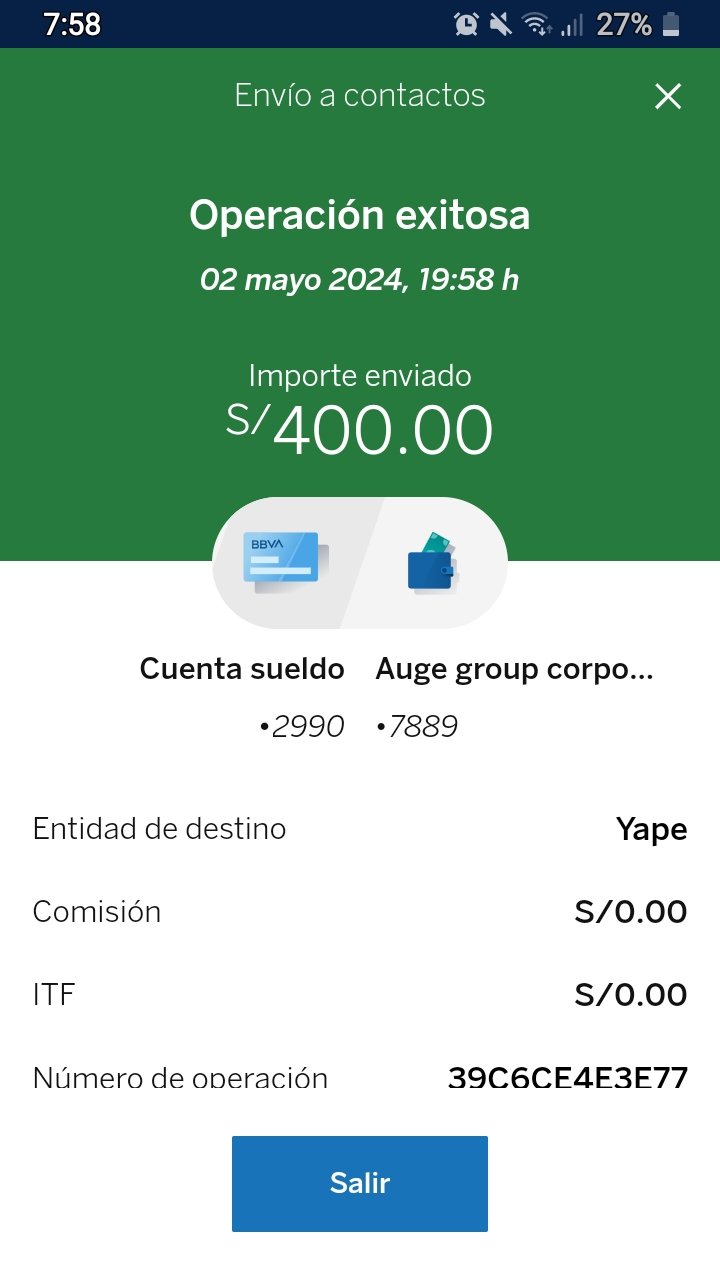 7:58 27%
Envío a contactos
Operación exitosa
02 mayo 2024, 19:58 h
Importe enviado
S/400.00
BBVA
Cuenta sueldo Auge group corpo...
•2990 •7889
Entidad de destino Yape
Comisión S/0.00
ITF S/0.00
Número de operación 39C6CE4E3E77
Salir